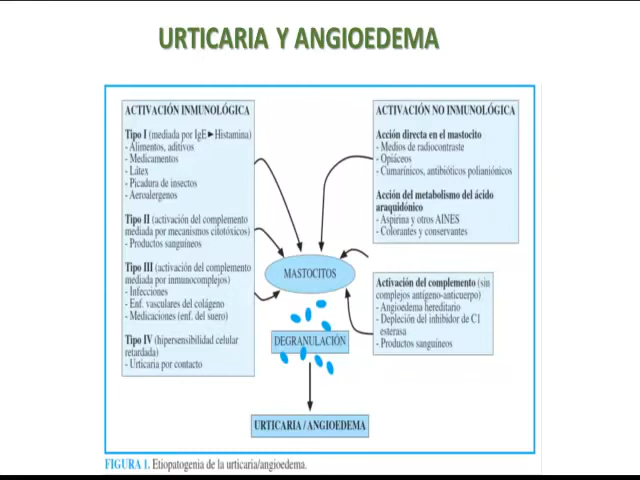 URTICARIA Y ANGIOEDEMA
ACTIVACIÓN INMUNOLÓGICA
Tipo I (mediada por IgE►Histamina)
- Alimentos, aditivos
- Medicamentos
- Látex
- Picadura de insectos
- Aeroalergenos
Tipo II (activación del complemento
mediada por mecanismos citotóxicos)
- Productos sanguíneos
Tipo III (activación del complemento
mediada por inmunocomplejos)
- Infecciones
- Enf. vasculares del colágeno
- Medicaciones (enf. del suero)
Tipo IV (hipersensibilidad celular
retardada)
- Urticaria por contacto
ACTIVACIÓN NO INMUNOLÓGICA
Acción directa en el mastocito
- Medios de radiocontraste
- Opiáceos
- Cumarínicos, antibióticos polianiónicos
Acción del metabolismo del ácido
araquidónico
- Aspirina y otros AINES
- Colorantes y conservantes
Activación del complemento (sin
complejos antígeno-anticuerpo)
- Angioedema hereditario
- Depleción del inhibidor de C1
esterasa
- Productos sanguíneos
MASTOCITOS
DEGRANULACIÓN
URTICARIA / ANGIOEDEMA
FIGURA 1. Etiopatogenia de la urticaria/angioedema.